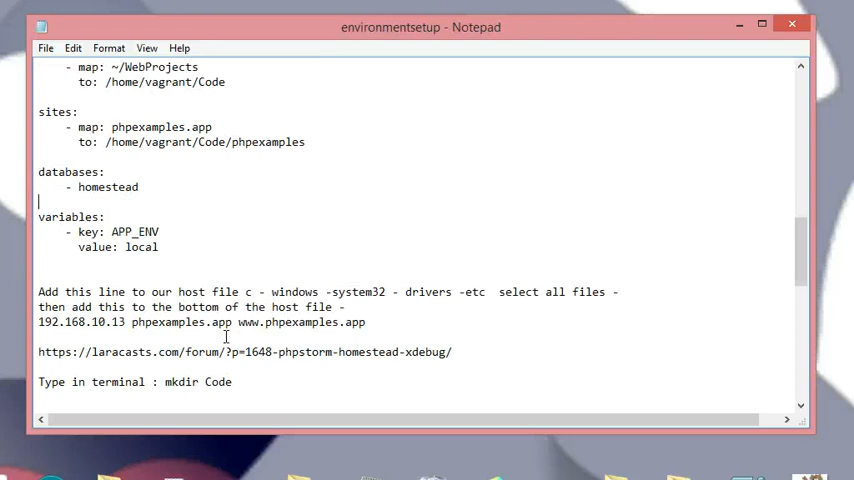 environmentsetup - Notepad
File Edit Format View Help
- map: ~/WebProjects
to: /home/vagrant/Code
sites:
- map: phpexamples.app
to: /home/vagrant/Code/phpexamples
databases:
- homestead
variables:
- key: APP_ENV
value: local
Add this line to our host file c - windows -system32 - drivers -etc  select all files -
then add this to the bottom of the host file -
192.168.10.13 phpexamples.app www.phpexamples.app
https://laracasts.com/forum/?p=1648-phpstorm-homestead-xdebug/
Type in terminal : mkdir Code